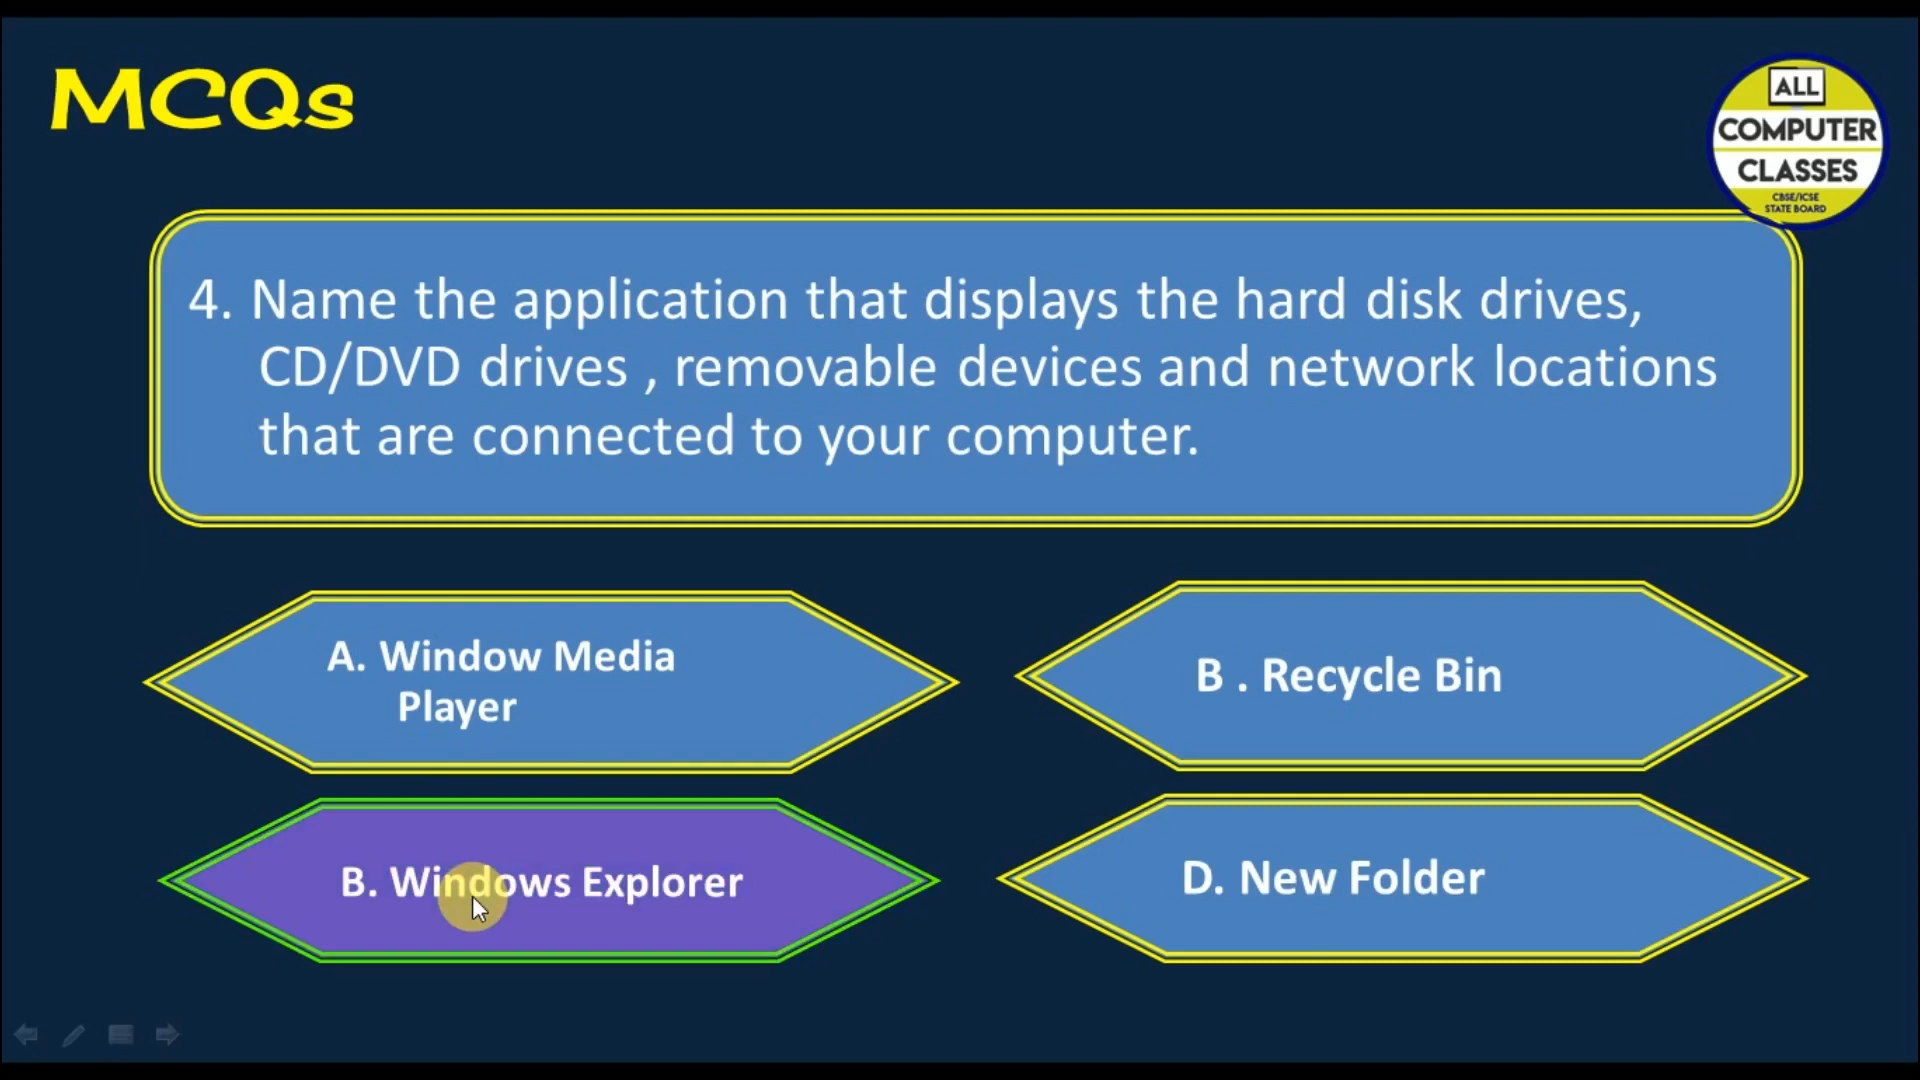 MCQs
ALL
COMPUTER
CLASSES
CBSE/ICSE
STATE BOARD
4. Name the application that displays the hard disk drives,
CD/DVD drives , removable devices and network locations
that are connected to your computer.
A. Window Media
Player
B . Recycle Bin
B. Windows Explorer
D. New Folder